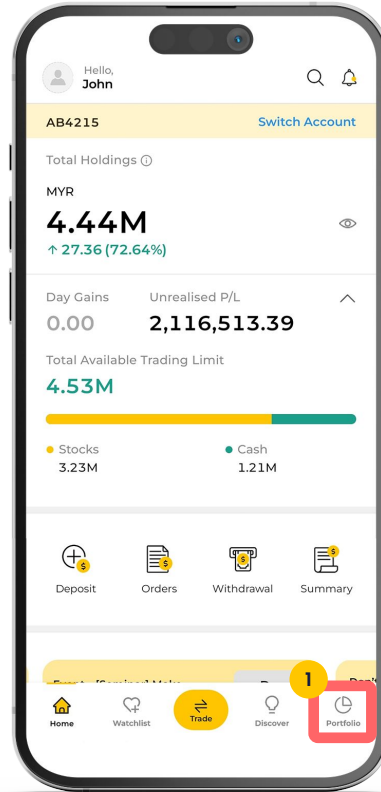 Hello,
John
AB4215
Switch Account
Total Holdings
MYR
4.44M
↑ 27.36 (72.64%)
Day Gains
Unrealised P/L
0.00
2,116,513.39
Total Available Trading Limit
4.53M
Stocks
Cash
3.23M
1.21M
Deposit
Orders
Withdrawal
Summary
1
Home
Watchlist
Trade
Discover
Portfolio